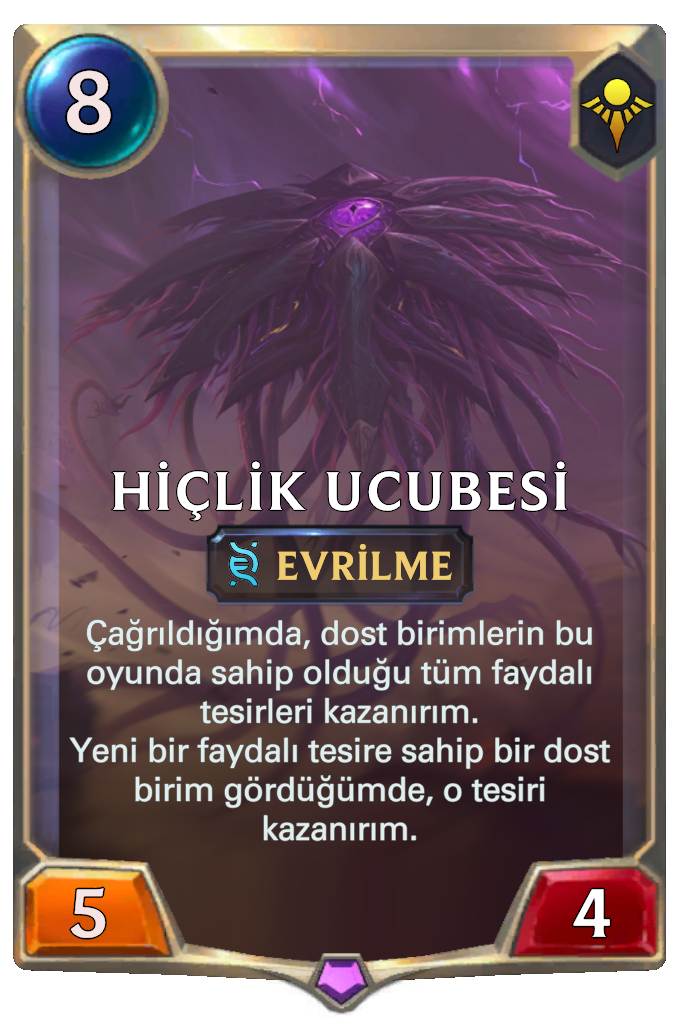 8
HİÇLİK UCUBESİ
EVRİLME
Çağrıldığımda, dost birimlerin bu
oyunda sahip olduğu tüm faydalı
tesirleri kazanırım.
Yeni bir faydalı tesire sahip bir dost
birim gördüğümde, o tesiri
kazanırım.
5
4